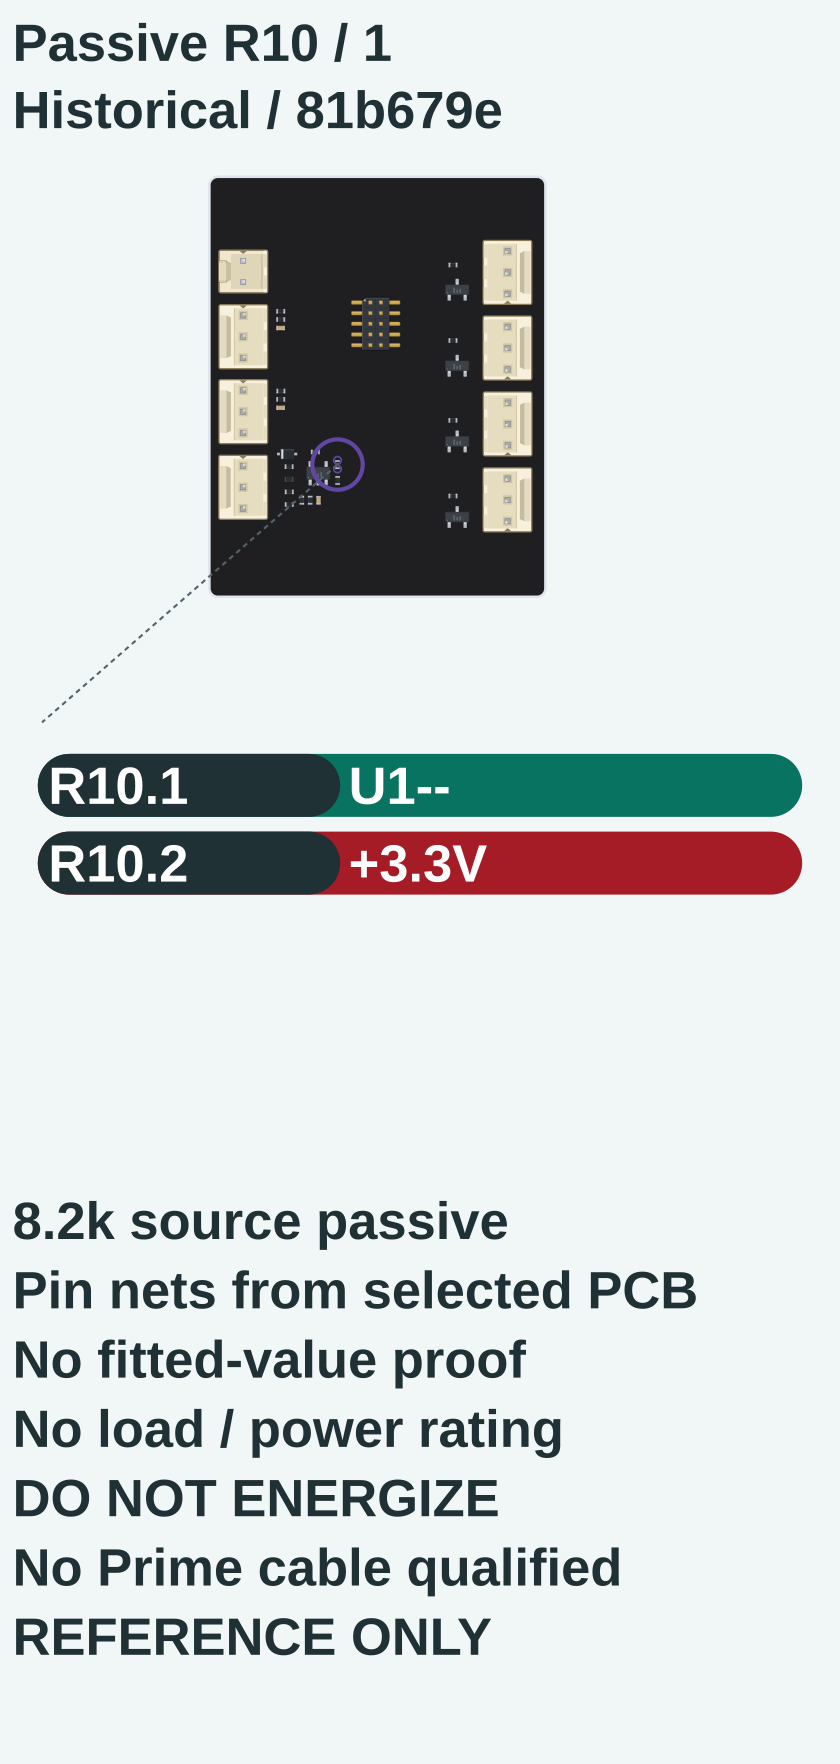 Passive R10 / 1
Historical / 81b679e
R10.1 U1--
R10.2 +3.3V
8.2k source passive
Pin nets from selected PCB
No fitted-value proof
No load / power rating
DO NOT ENERGIZE
No Prime cable qualified
REFERENCE ONLY